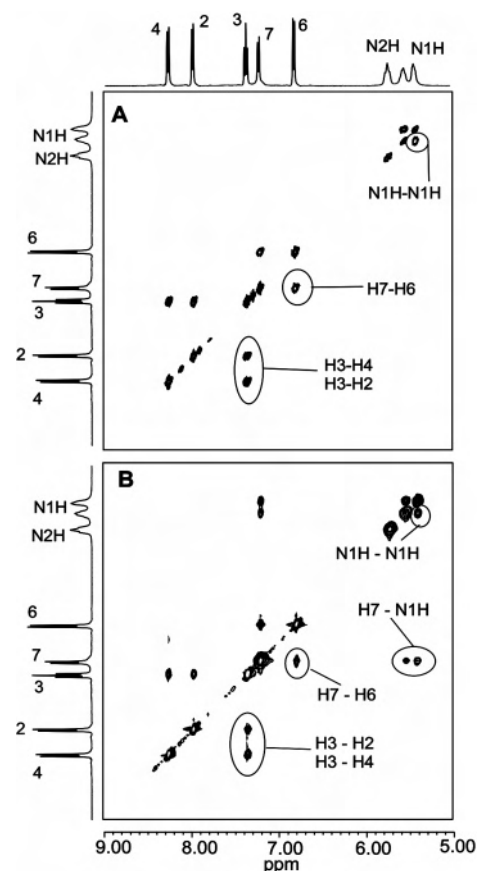 4 2 3 7 6 N2H N1H
A
N1H
N2H
N1H-N1H
6
7
H7-H6
3
2
H3-H4
H3-H2
4
B
N1H
N2H
N1H - N1H
6
H7 - N1H
7
3
H7 - H6
2
H3 - H2
H3 - H4
4
9.00 8.00 7.00 6.00 5.00
ppm